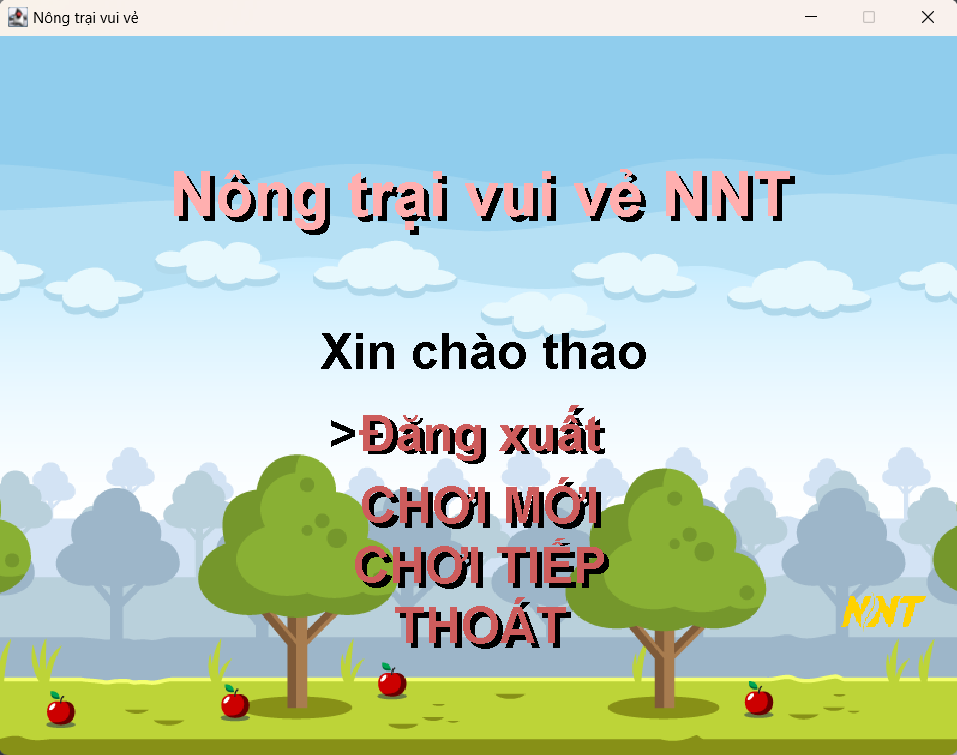 Nông trại vui vẻ
Nông trại vui vẻ NNT
Xin chào thao
>Đăng xuất
CHƠI MỚI
CHƠI TIẾP
THOÁT
NNT